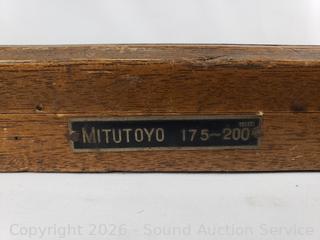 MITUTOYO 175~200
Copyright 2026 - Sound Auction Service